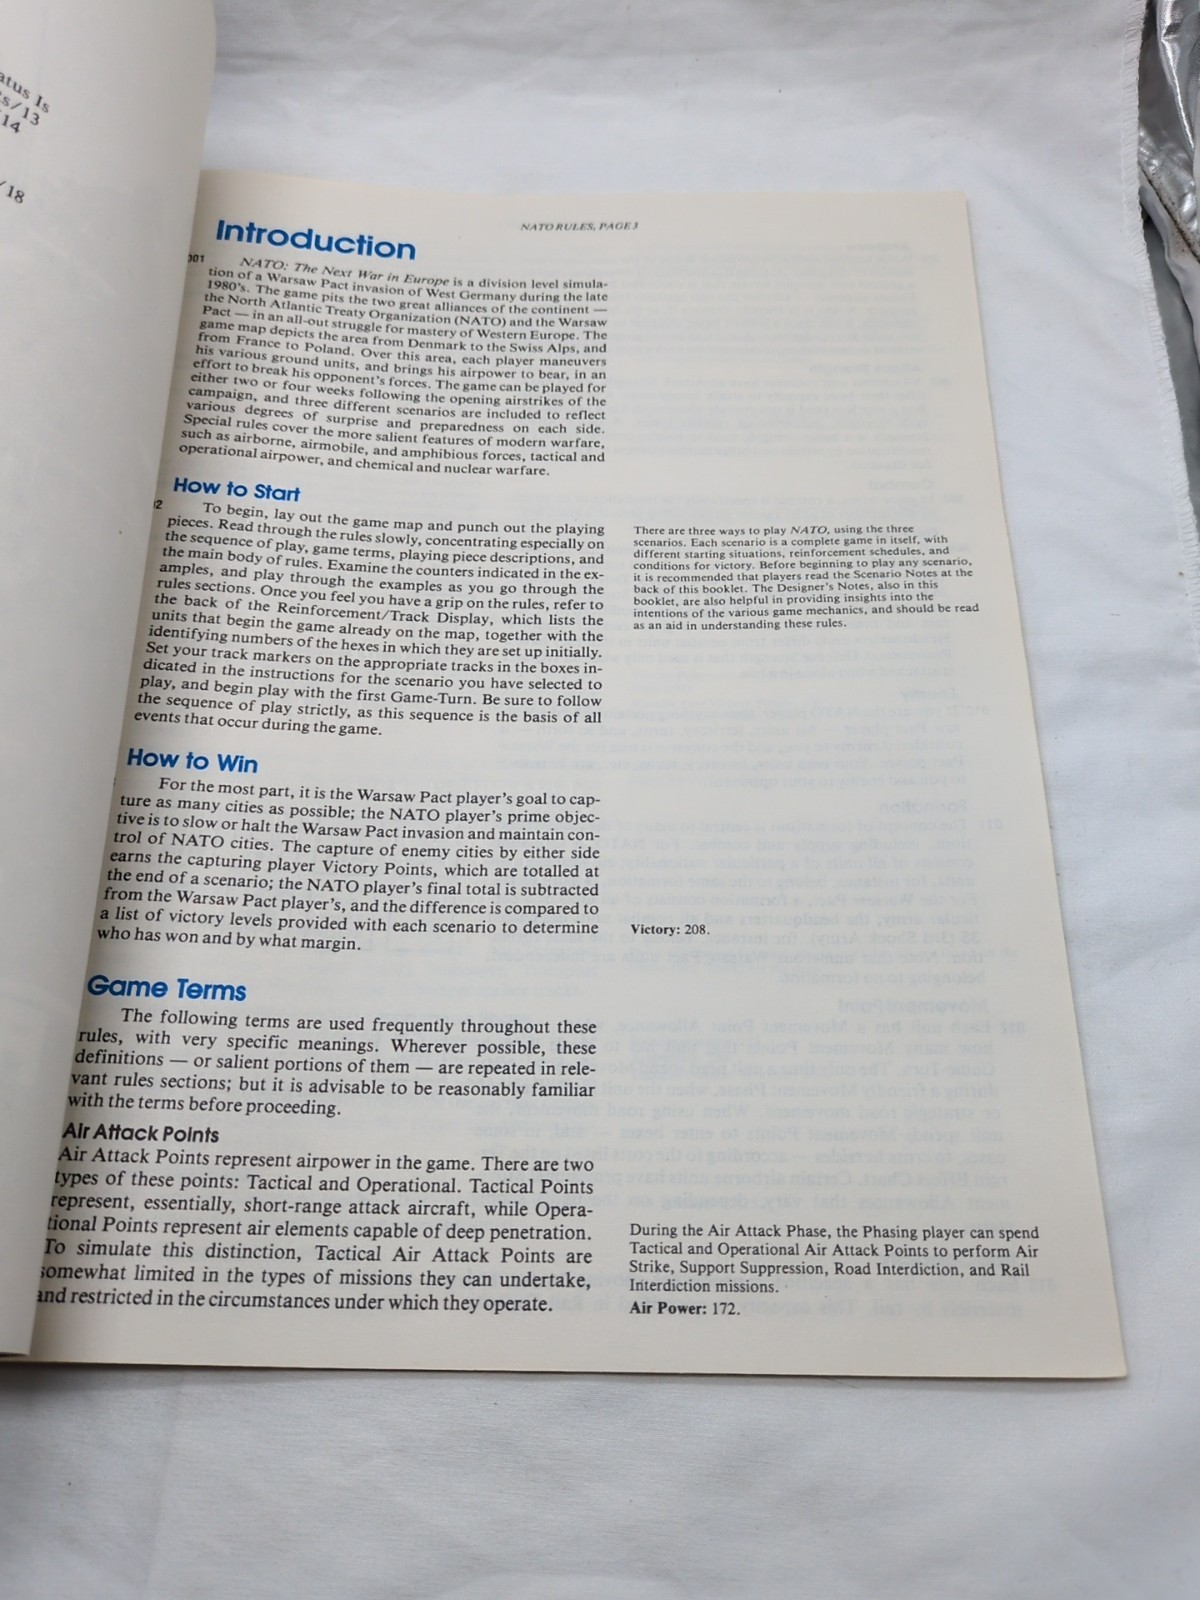 atus Is
s/13
14
/18
NATO RULES, PAGE 3
Introduction
001
NATO: The Next War in Europe is a division level simula-
tion of a Warsaw Pact invasion of West Germany during the late
1980's. The game pits the two great alliances of the continent —
the North Atlantic Treaty Organization (NATO) and the Warsaw
Pact — in an all-out struggle for mastery of Western Europe. The
game map depicts the area from Denmark to the Swiss Alps, and
from France to Poland. Over this area, each player maneuvers
his various ground units, and brings his airpower to bear, in an
effort to break his opponent's forces. The game can be played for
either two or four weeks following the opening airstrikes of the
campaign, and three different scenarios are included to reflect
various degrees of surprise and preparedness on each side.
Special rules cover the more salient features of modern warfare,
such as airborne, airmobile, and amphibious forces, tactical and
operational airpower, and chemical and nuclear warfare.
How to Start
2
To begin, lay out the game map and punch out the playing
pieces. Read through the rules slowly, concentrating especially on
the sequence of play, game terms, playing piece descriptions, and
the main body of rules. Examine the counters indicated in the ex-
amples, and play through the examples as you go through the
rules sections. Once you feel you have a grip on the rules, refer to
the back of the Reinforcement/Track Display, which lists the
units that begin the game already on the map, together with the
identifying numbers of the hexes in which they are set up initially.
Set your track markers on the appropriate tracks in the boxes in-
dicated in the instructions for the scenario you have selected to
play, and begin play with the first Game-Turn. Be sure to follow
the sequence of play strictly, as this sequence is the basis of all
events that occur during the game.
There are three ways to play NATO, using the three
scenarios. Each scenario is a complete game in itself, with
different starting situations, reinforcement schedules, and
conditions for victory. Before beginning to play any scenario,
it is recommended that players read the Scenario Notes at the
back of this booklet. The Designer's Notes, also in this
booklet, are also helpful in providing insights into the
intentions of the various game mechanics, and should be read
as an aid in understanding these rules.
How to Win
For the most part, it is the Warsaw Pact player's goal to cap-
ture as many cities as possible; the NATO player's prime objec-
tive is to slow or halt the Warsaw Pact invasion and maintain con-
trol of NATO cities. The capture of enemy cities by either side
earns the capturing player Victory Points, which are totalled at
the end of a scenario; the NATO player's final total is subtracted
from the Warsaw Pact player's, and the difference is compared to
a list of victory levels provided with each scenario to determine
who has won and by what margin.
Victory: 208.
Game Terms
The following terms are used frequently throughout these
rules, with very specific meanings. Wherever possible, these
definitions — or salient portions of them — are repeated in rele-
vant rules sections; but it is advisable to be reasonably familiar
with the terms before proceeding.
Air Attack Points
Air Attack Points represent airpower in the game. There are two
types of these points: Tactical and Operational. Tactical Points
represent, essentially, short-range attack aircraft, while Opera-
tional Points represent air elements capable of deep penetration.
To simulate this distinction, Tactical Air Attack Points are
somewhat limited in the types of missions they can undertake,
and restricted in the circumstances under which they operate.
During the Air Attack Phase, the Phasing player can spend
Tactical and Operational Air Attack Points to perform Air
Strike, Support Suppression, Road Interdiction, and Rail
Interdiction missions.
Air Power: 172.